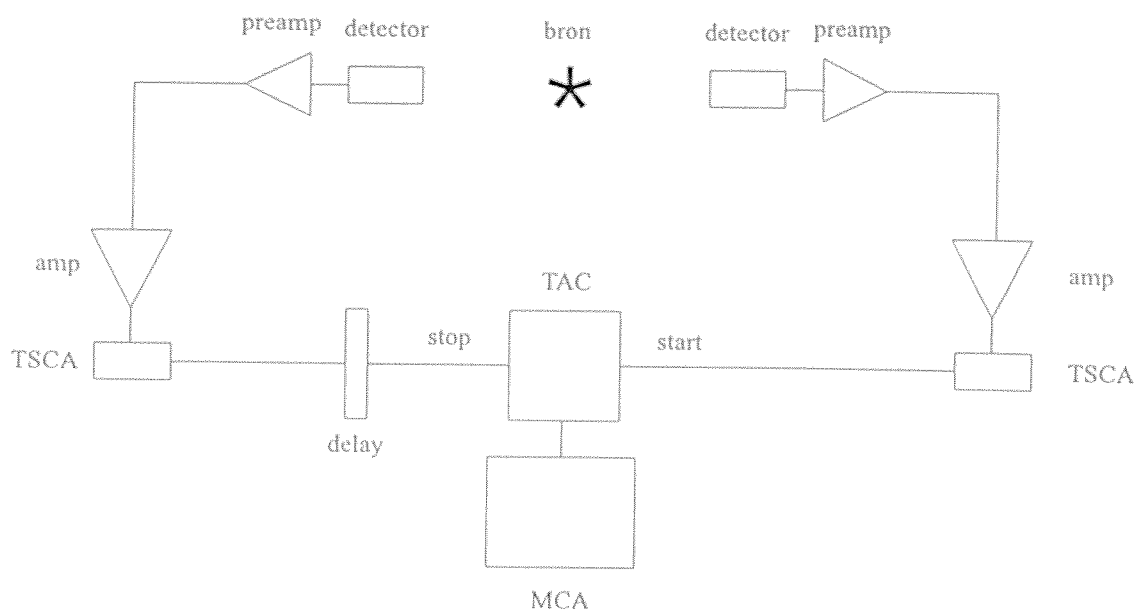 preamp detector bron detector preamp
amp TAC amp
TSCA stop start TSCA
delay
MCA